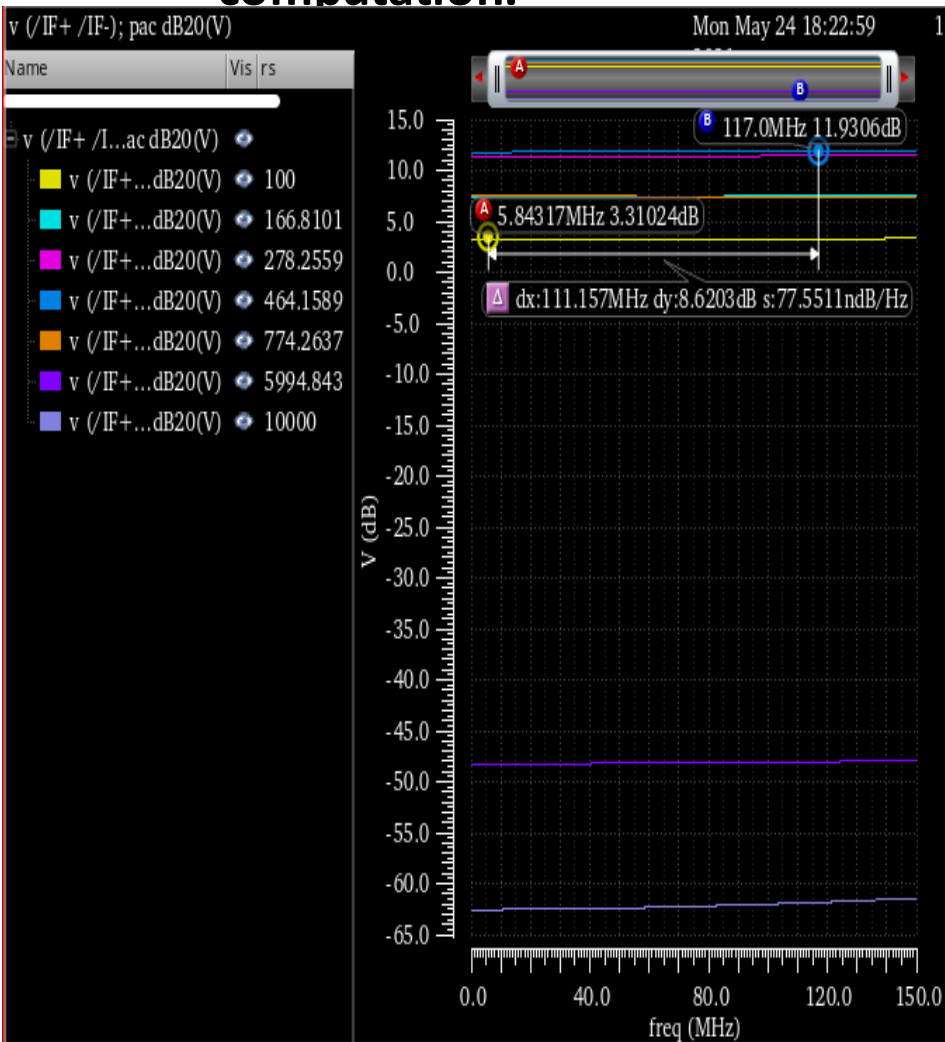 computation.
v (/IF+ /IF-); pac dB20(V)
Mon May 24 18:22:59 1
Name Vis rs
v (/IF+ /I...ac dB20(V)
v (/IF+...dB20(V) 100
v (/IF+...dB20(V) 166.8101
v (/IF+...dB20(V) 278.2559
v (/IF+...dB20(V) 464.1589
v (/IF+...dB20(V) 774.2637
v (/IF+...dB20(V) 5994.843
v (/IF+...dB20(V) 10000
A
B
15.0
10.0
5.0
0.0
-5.0
-10.0
-15.0
-20.0
-25.0
-30.0
-35.0
-40.0
-45.0
-50.0
-55.0
-60.0
-65.0
V (dB)
B 117.0MHz 11.9306dB
A 5.84317MHz 3.31024dB
Δ dx:111.157MHz dy:8.6203dB s:77.5511ndB/Hz
0.0 40.0 80.0 120.0 150.0
freq (MHz)